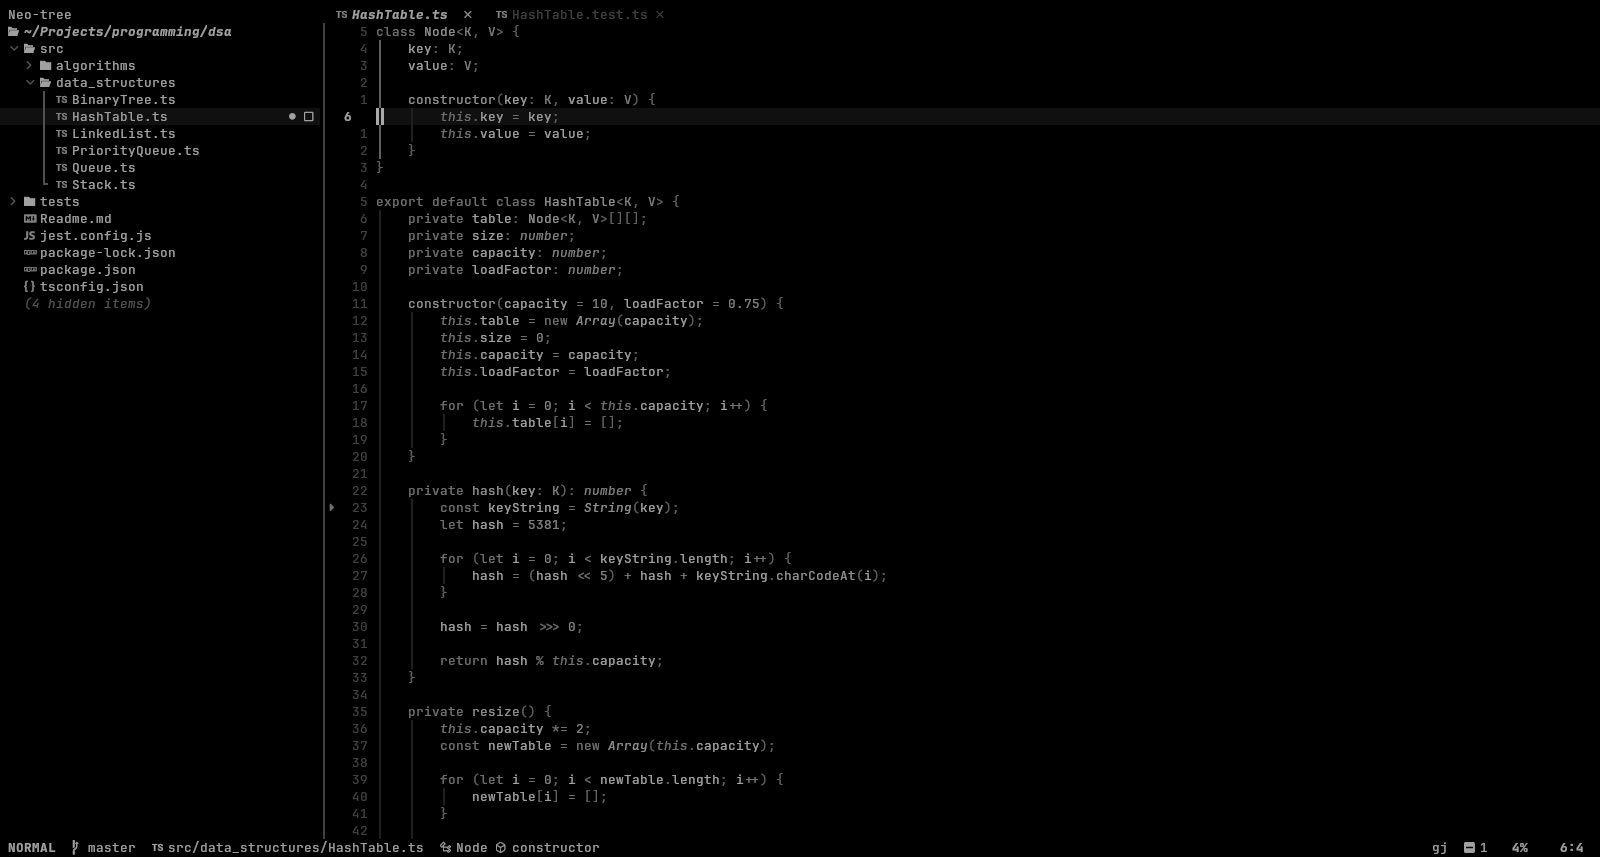 Neo-tree
~/Projects/programming/dsa
src
algorithms
data_structures
TS BinaryTree.ts
TS HashTable.ts
TS LinkedList.ts
TS PriorityQueue.ts
TS Queue.ts
TS Stack.ts
tests
Readme.md
JS jest.config.js
package-lock.json
package.json
{} tsconfig.json
(4 hidden items)
TS HashTable.ts × TS HashTable.test.ts ×
5 class Node<K, V> {
4 key: K;
3 value: V;
2
1 constructor(key: K, value: V) {
6 this.key = key;
1 this.value = value;
2 }
3 }
4
5 export default class HashTable<K, V> {
6 private table: Node<K, V>[][];
7 private size: number;
8 private capacity: number;
9 private loadFactor: number;
10
11 constructor(capacity = 10, loadFactor = 0.75) {
12 this.table = new Array(capacity);
13 this.size = 0;
14 this.capacity = capacity;
15 this.loadFactor = loadFactor;
16
17 for (let i = 0; i < this.capacity; i++) {
18 this.table[i] = [];
19 }
20 }
21
22 private hash(key: K): number {
23 const keyString = String(key);
24 let hash = 5381;
25
26 for (let i = 0; i < keyString.length; i++) {
27 hash = (hash << 5) + hash + keyString.charCodeAt(i);
28 }
29
30 hash = hash >>> 0;
31
32 return hash % this.capacity;
33 }
34
35 private resize() {
36 this.capacity *= 2;
37 const newTable = new Array(this.capacity);
38
39 for (let i = 0; i < newTable.length; i++) {
40 newTable[i] = [];
41 }
42
NORMAL master TS src/data_structures/HashTable.ts Node constructor gj 1 4% 6:4